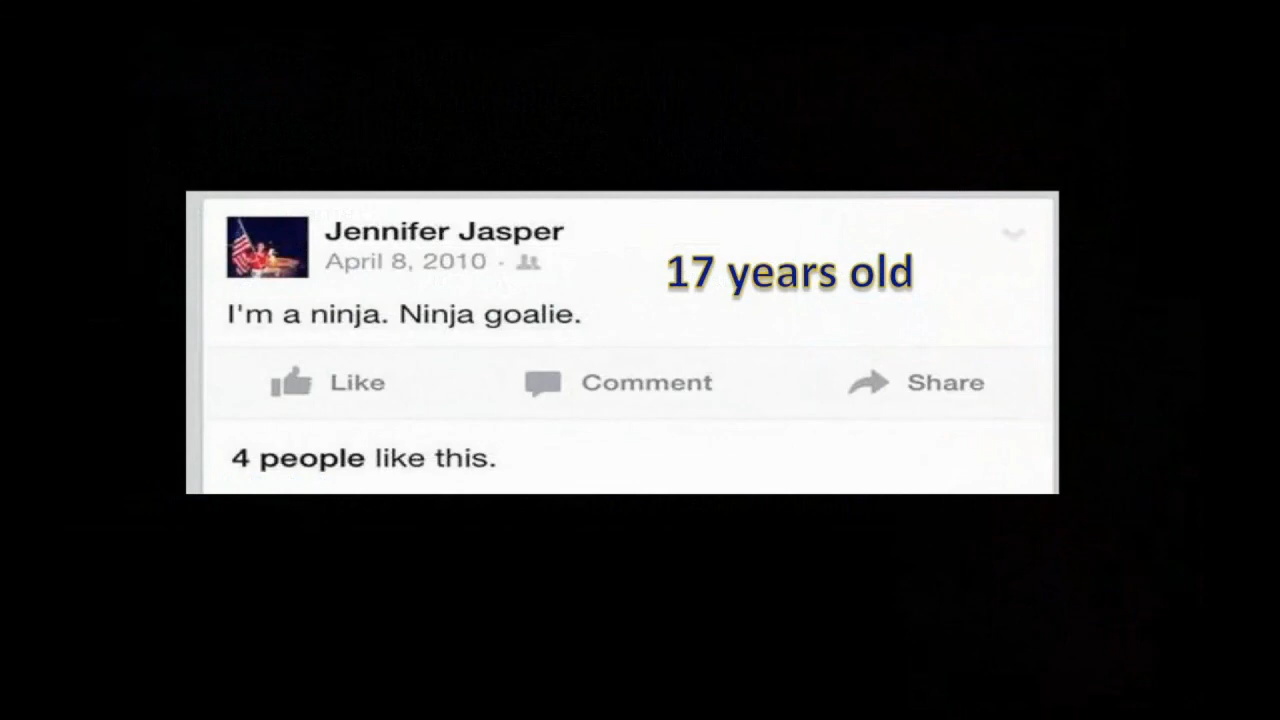 Jennifer Jasper
April 8, 2010 ·
17 years old
I'm a ninja. Ninja goalie.
Like Comment Share
4 people like this.